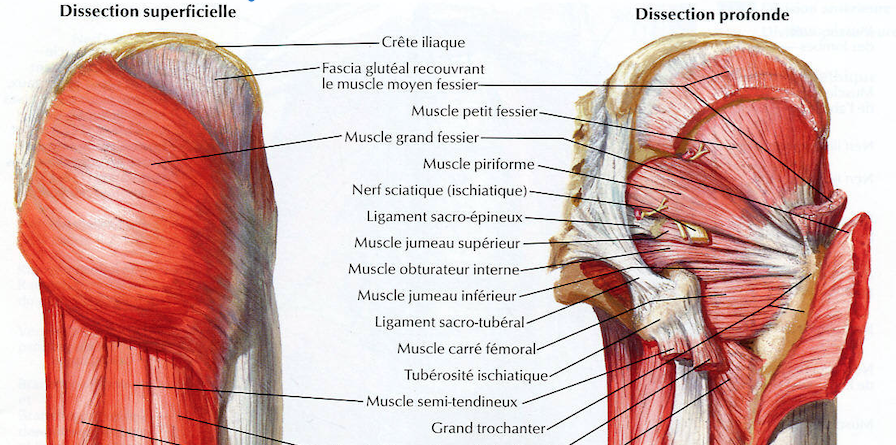 Dissection superficielle
Dissection profonde
Crête iliaque
Fascia glutéal recouvrant
le muscle moyen fessier
Muscle petit fessier
Muscle grand fessier
Muscle piriforme
Nerf sciatique (ischiatique)
Ligament sacro-épineux
Muscle jumeau supérieur
Muscle obturateur interne
Muscle jumeau inférieur
Ligament sacro-tubéral
Muscle carré fémoral
Tubérosité ischiatique
Muscle semi-tendineux
Grand trochanter